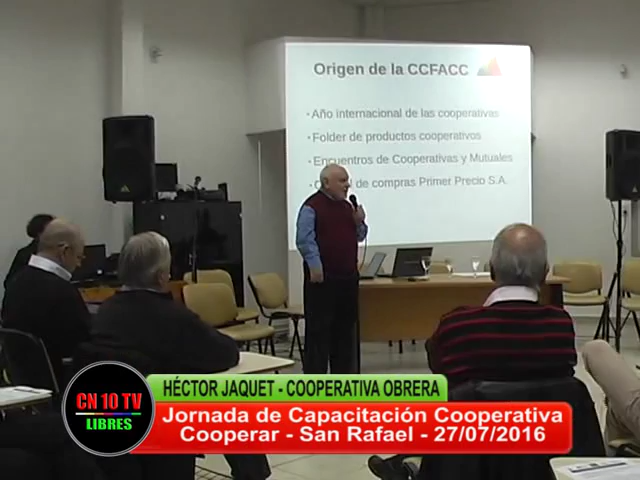 Origen de la CCFACC
• Año internacional de las cooperativas
• Folder de productos cooperativos
• Encuentros de Cooperativas y Mutuales
de compras Primer Precio S.A.
CN 10 TV
LIBRES
HÉCTOR JAQUET - COOPERATIVA OBRERA
Jornada de Capacitación Cooperativa
Cooperar - San Rafael - 27/07/2016